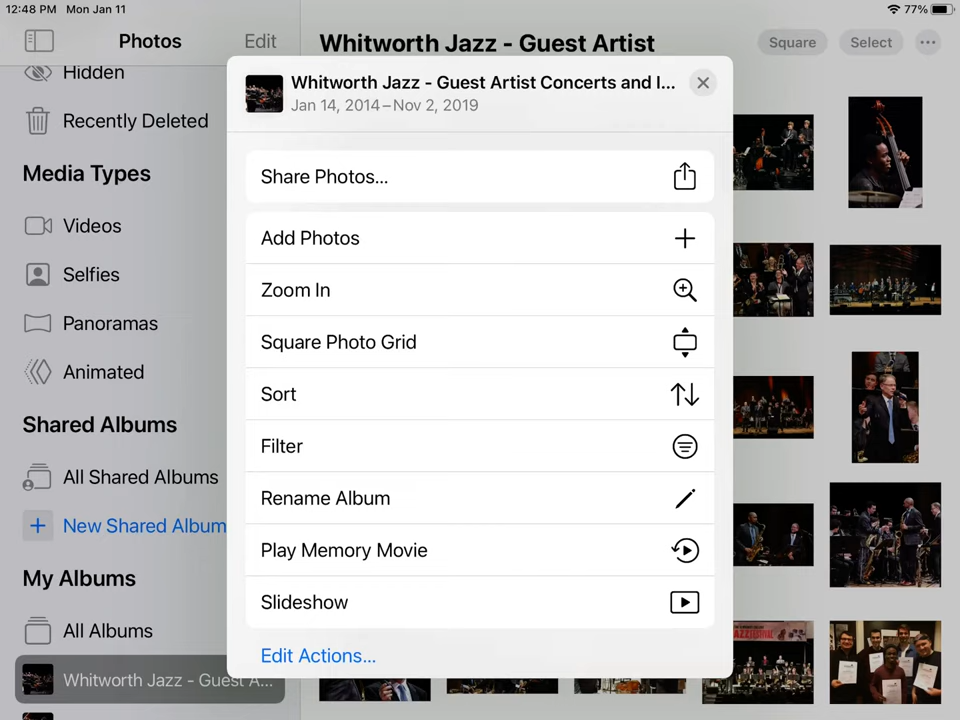 12:48 PM Mon Jan 11
77%
Photos
Edit
Hidden
Recently Deleted
Media Types
Videos
Selfies
Panoramas
Animated
Shared Albums
All Shared Albums
New Shared Album
My Albums
All Albums
Whitworth Jazz - Guest A...
Whitworth Jazz - Guest Artist
Square
Select
Whitworth Jazz - Guest Artist Concerts and I...
Jan 14, 2014 – Nov 2, 2019
Share Photos...
Add Photos
Zoom In
Square Photo Grid
Sort
Filter
Rename Album
Play Memory Movie
Slideshow
Edit Actions...